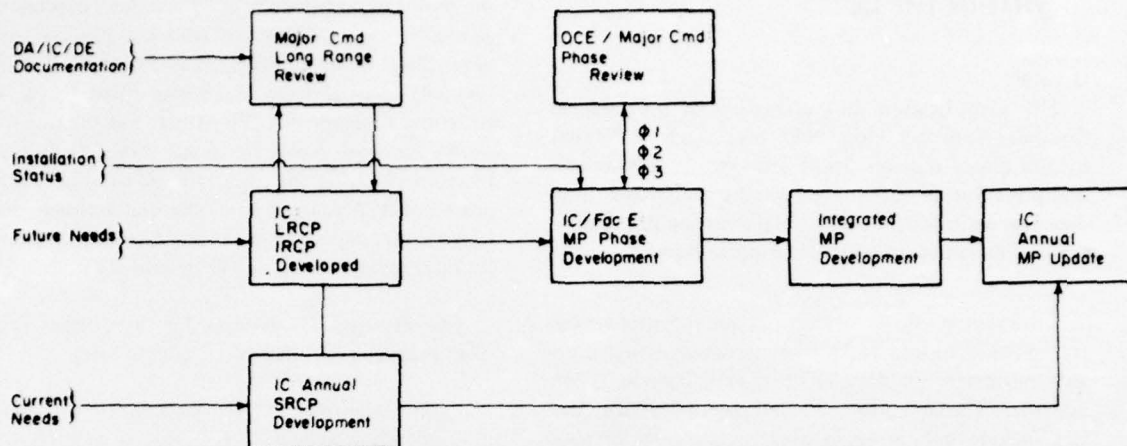 DA/IC/DE
Documentation
Major Cmd
Long Range
Review
OCE / Major Cmd
Phase
Review
Φ1
Φ2
Φ3
Installation
Status
Future Needs
IC
LRCP
IRCP
Developed
IC/Fac E
MP Phase
Development
Integrated
MP
Development
IC
Annual
MP Update
Current
Needs
IC Annual
SRCP
Development